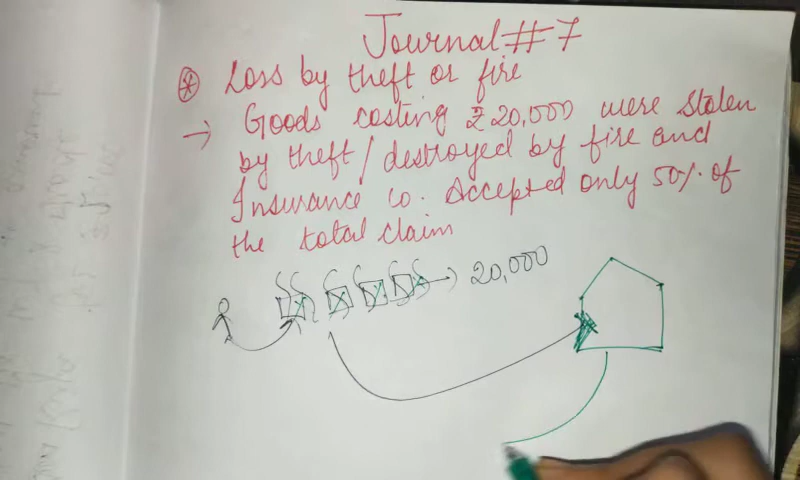 Journal #7
Loss by theft or fire
Goods costing ₹20,000 were stolen
by theft/destroyed by fire and
Insurance Co. Accepted only 50% of
the total claim
20,000